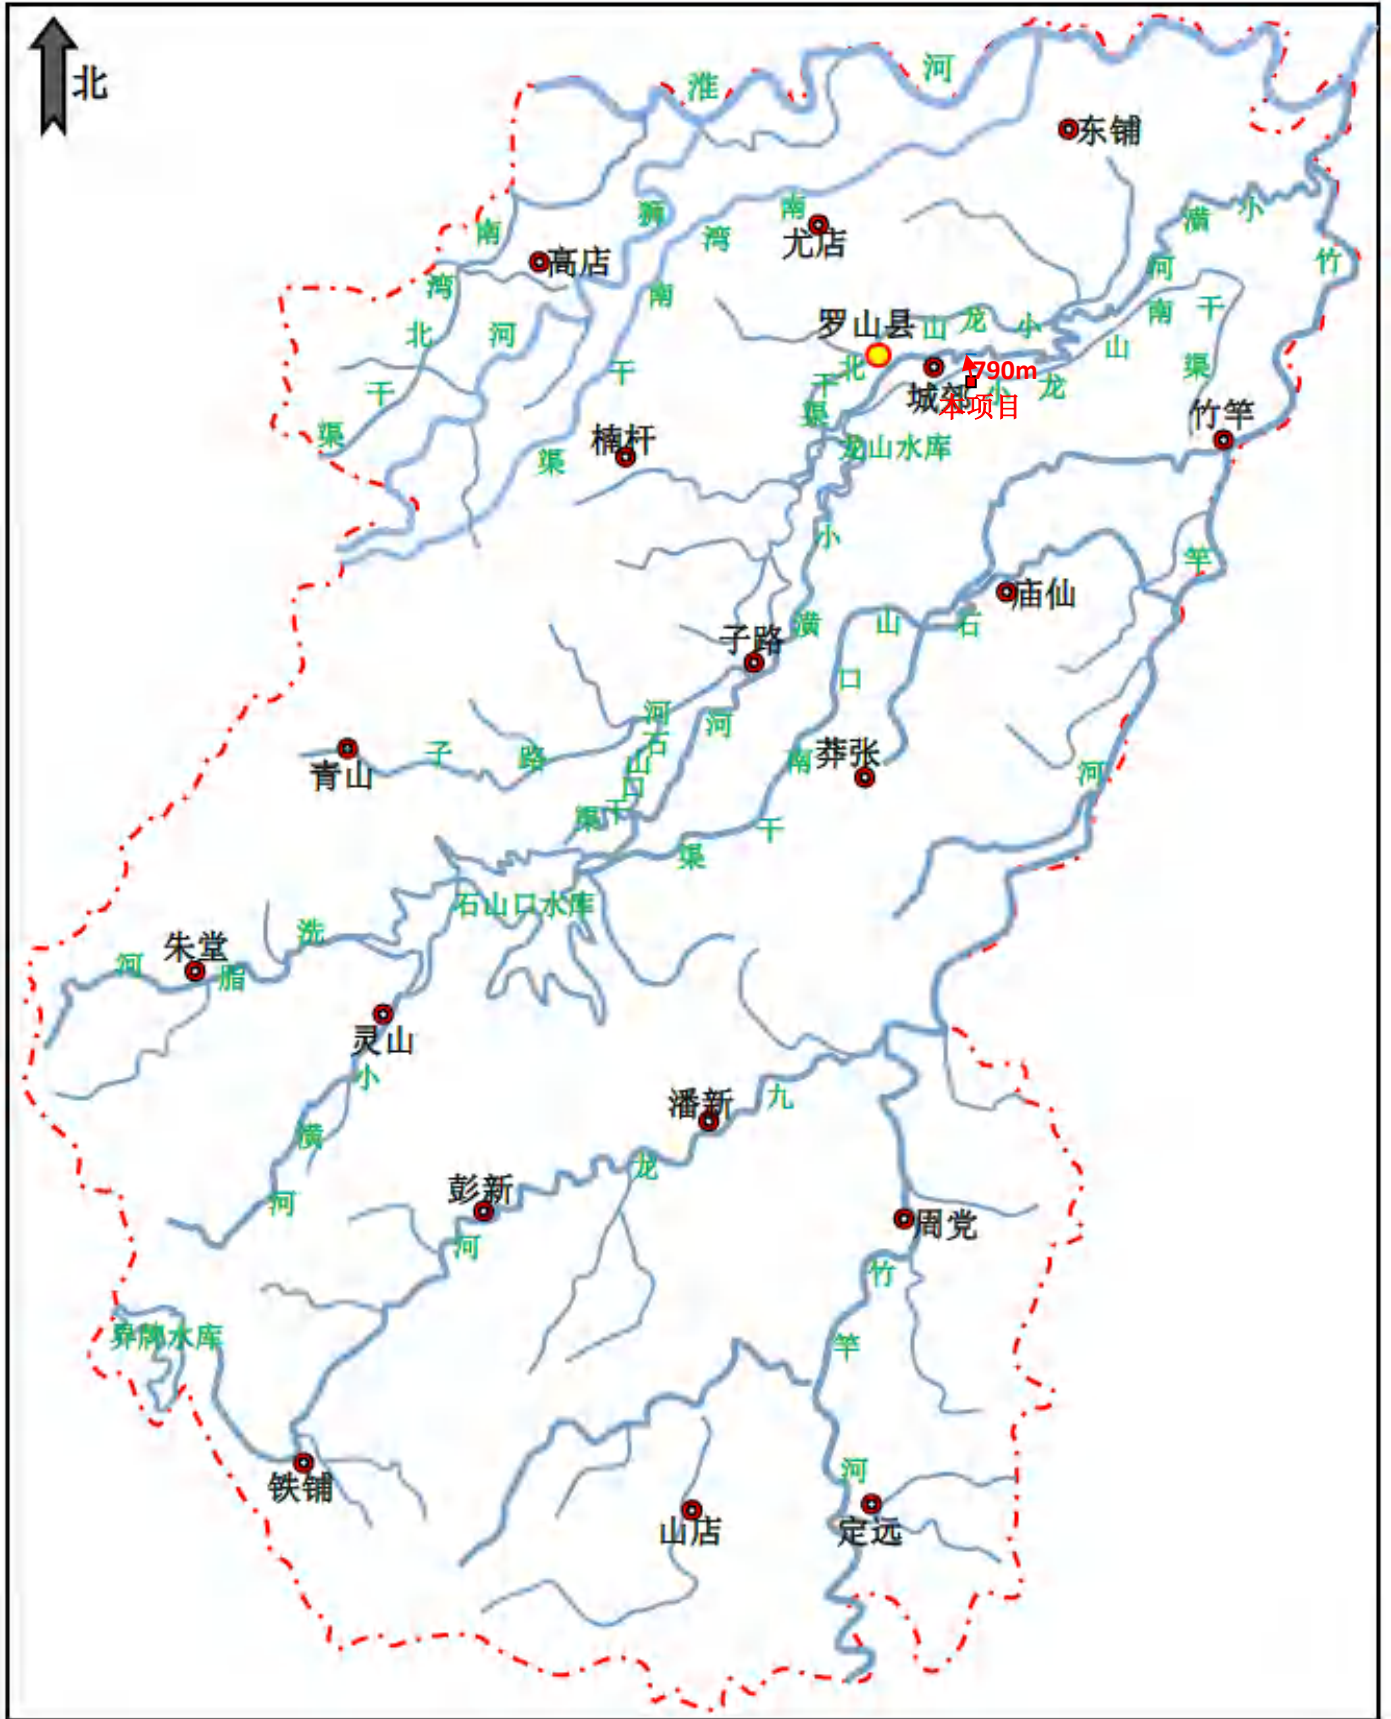 北
淮
河
东铺
南
狮
南
尤店
湾
潢
小
高店
湾
南
河
竹
北
河
罗山县
山
龙
小
南
干
干
干
北
790m
山
城郊
小
龙
渠
本项目
干
渠
渠
楠杆
渠
龙山水库
竹竿
小
竿
庙仙
潢
山
石
子路
口
河
河
石
山
口
干
渠
青山
子
路
南
莽张
河
干
渠
石山口水库
洗
朱堂
河
脂
灵山
小
潢
河
潘新
九
龙
彭新
河
周党
竹
竿
界牌水库
河
铁铺
山店
定远